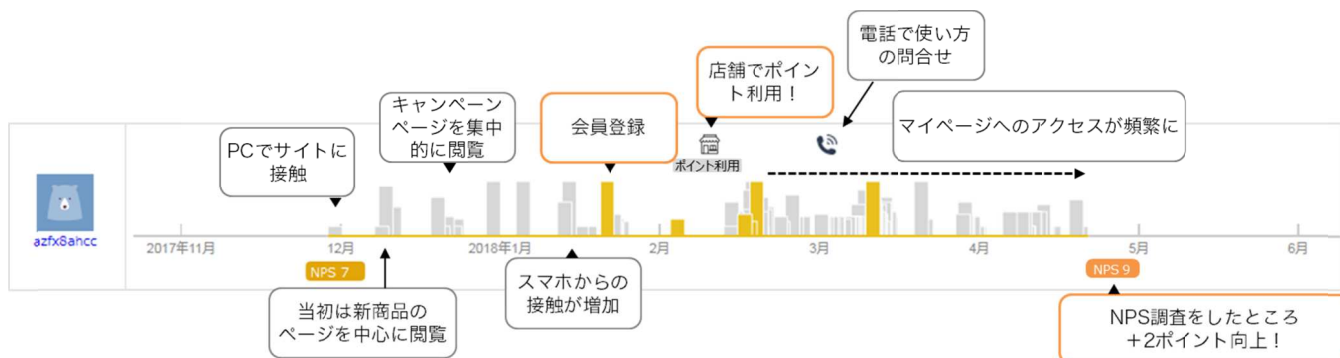 電話で使い方
の問合せ
店舗でポイン
ト利用！
キャンペーン
ページを集中
的に閲覧
会員登録
マイページへのアクセスが頻繁に
PCでサイトに
接触
ポイント利用
azfx8ahcc
2017年11月
12月
2018年1月
2月
3月
4月
5月
6月
NPS 7
NPS 9
スマホからの
接触が増加
当初は新商品の
ページを中心に閲覧
NPS調査をしたところ
＋2ポイント向上！